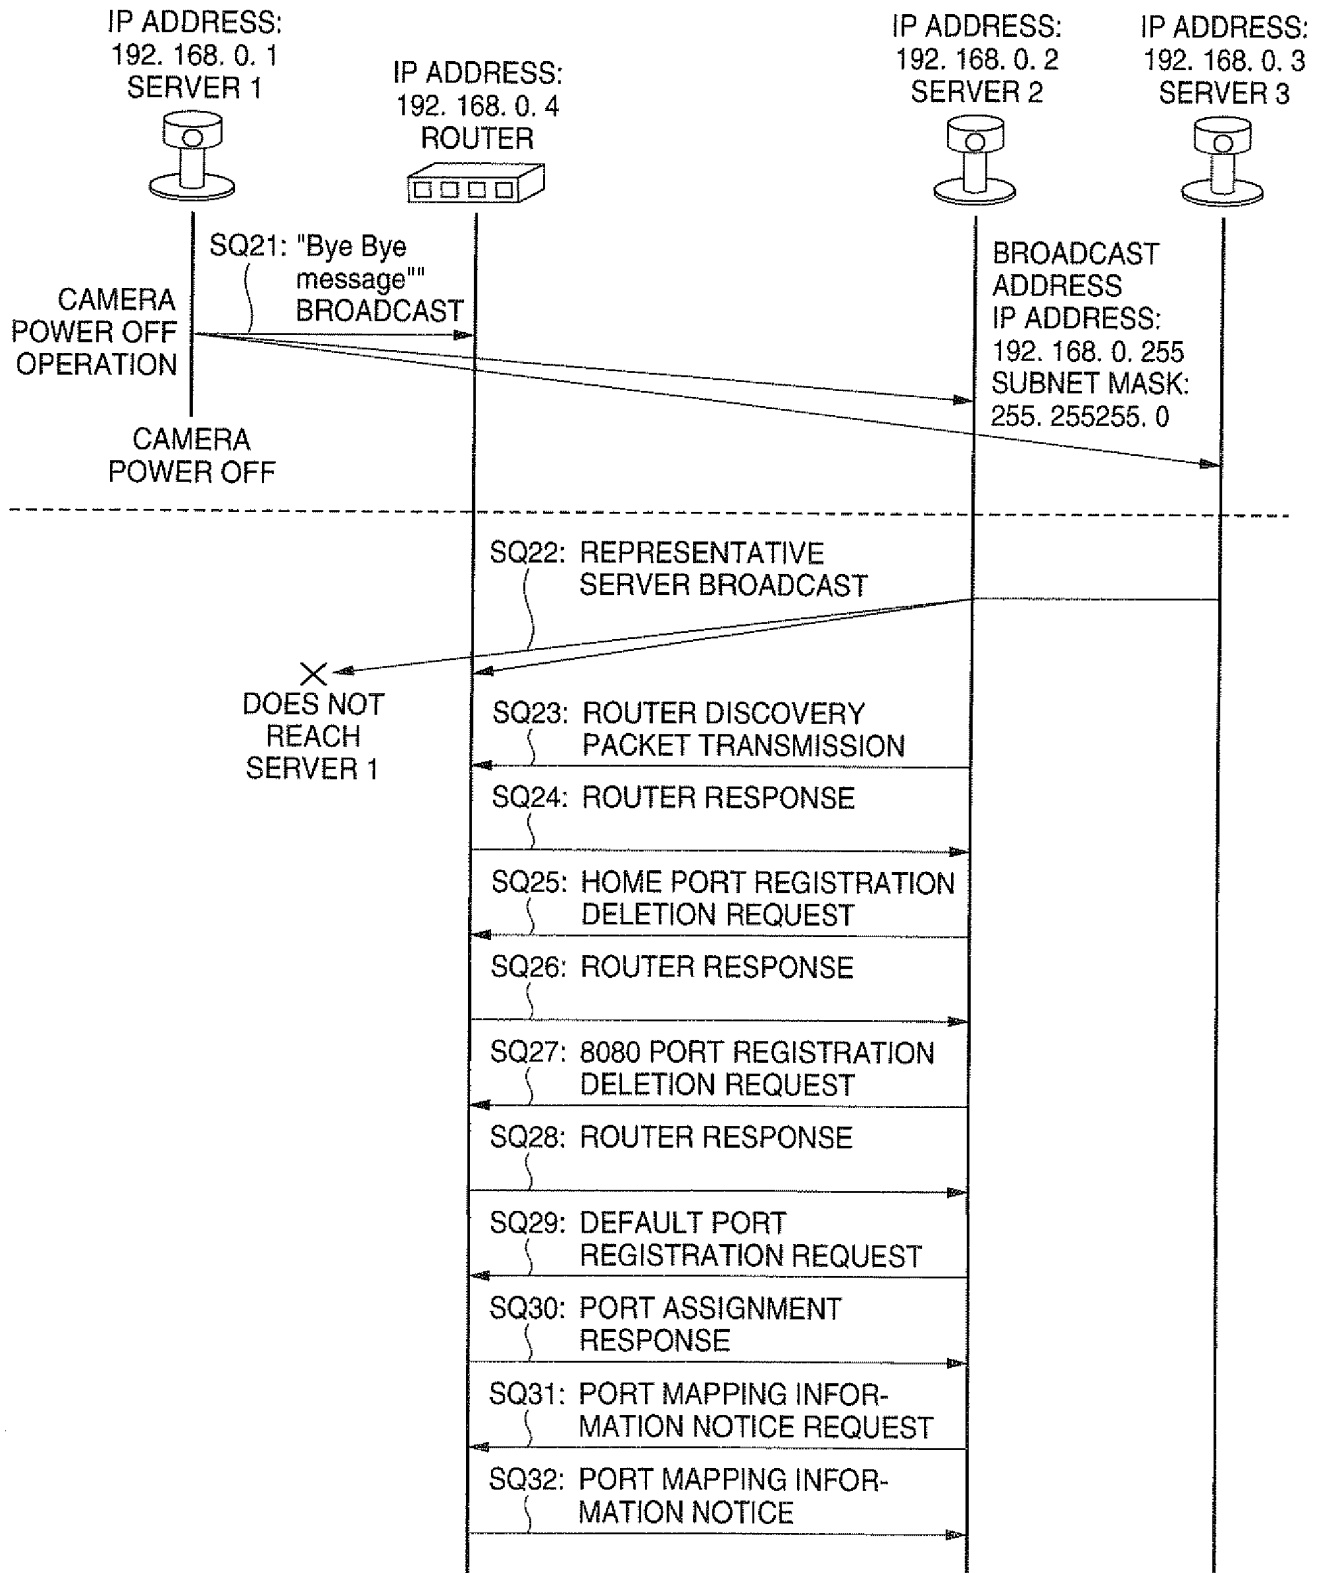 IP ADDRESS:
192. 168. 0. 1
SERVER 1
IP ADDRESS:
192. 168. 0. 4
ROUTER
IP ADDRESS:
192. 168. 0. 2
SERVER 2
IP ADDRESS:
192. 168. 0. 3
SERVER 3
SQ21: "Bye Bye
message""
BROADCAST
CAMERA
POWER OFF
OPERATION
BROADCAST
ADDRESS
IP ADDRESS:
192. 168. 0. 255
SUBNET MASK:
255. 255255. 0
CAMERA
POWER OFF
SQ22: REPRESENTATIVE
SERVER BROADCAST
DOES NOT
REACH
SERVER 1
SQ23: ROUTER DISCOVERY
PACKET TRANSMISSION
SQ24: ROUTER RESPONSE
SQ25: HOME PORT REGISTRATION
DELETION REQUEST
SQ26: ROUTER RESPONSE
SQ27: 8080 PORT REGISTRATION
DELETION REQUEST
SQ28: ROUTER RESPONSE
SQ29: DEFAULT PORT
REGISTRATION REQUEST
SQ30: PORT ASSIGNMENT
RESPONSE
SQ31: PORT MAPPING INFOR-
MATION NOTICE REQUEST
SQ32: PORT MAPPING INFOR-
MATION NOTICE